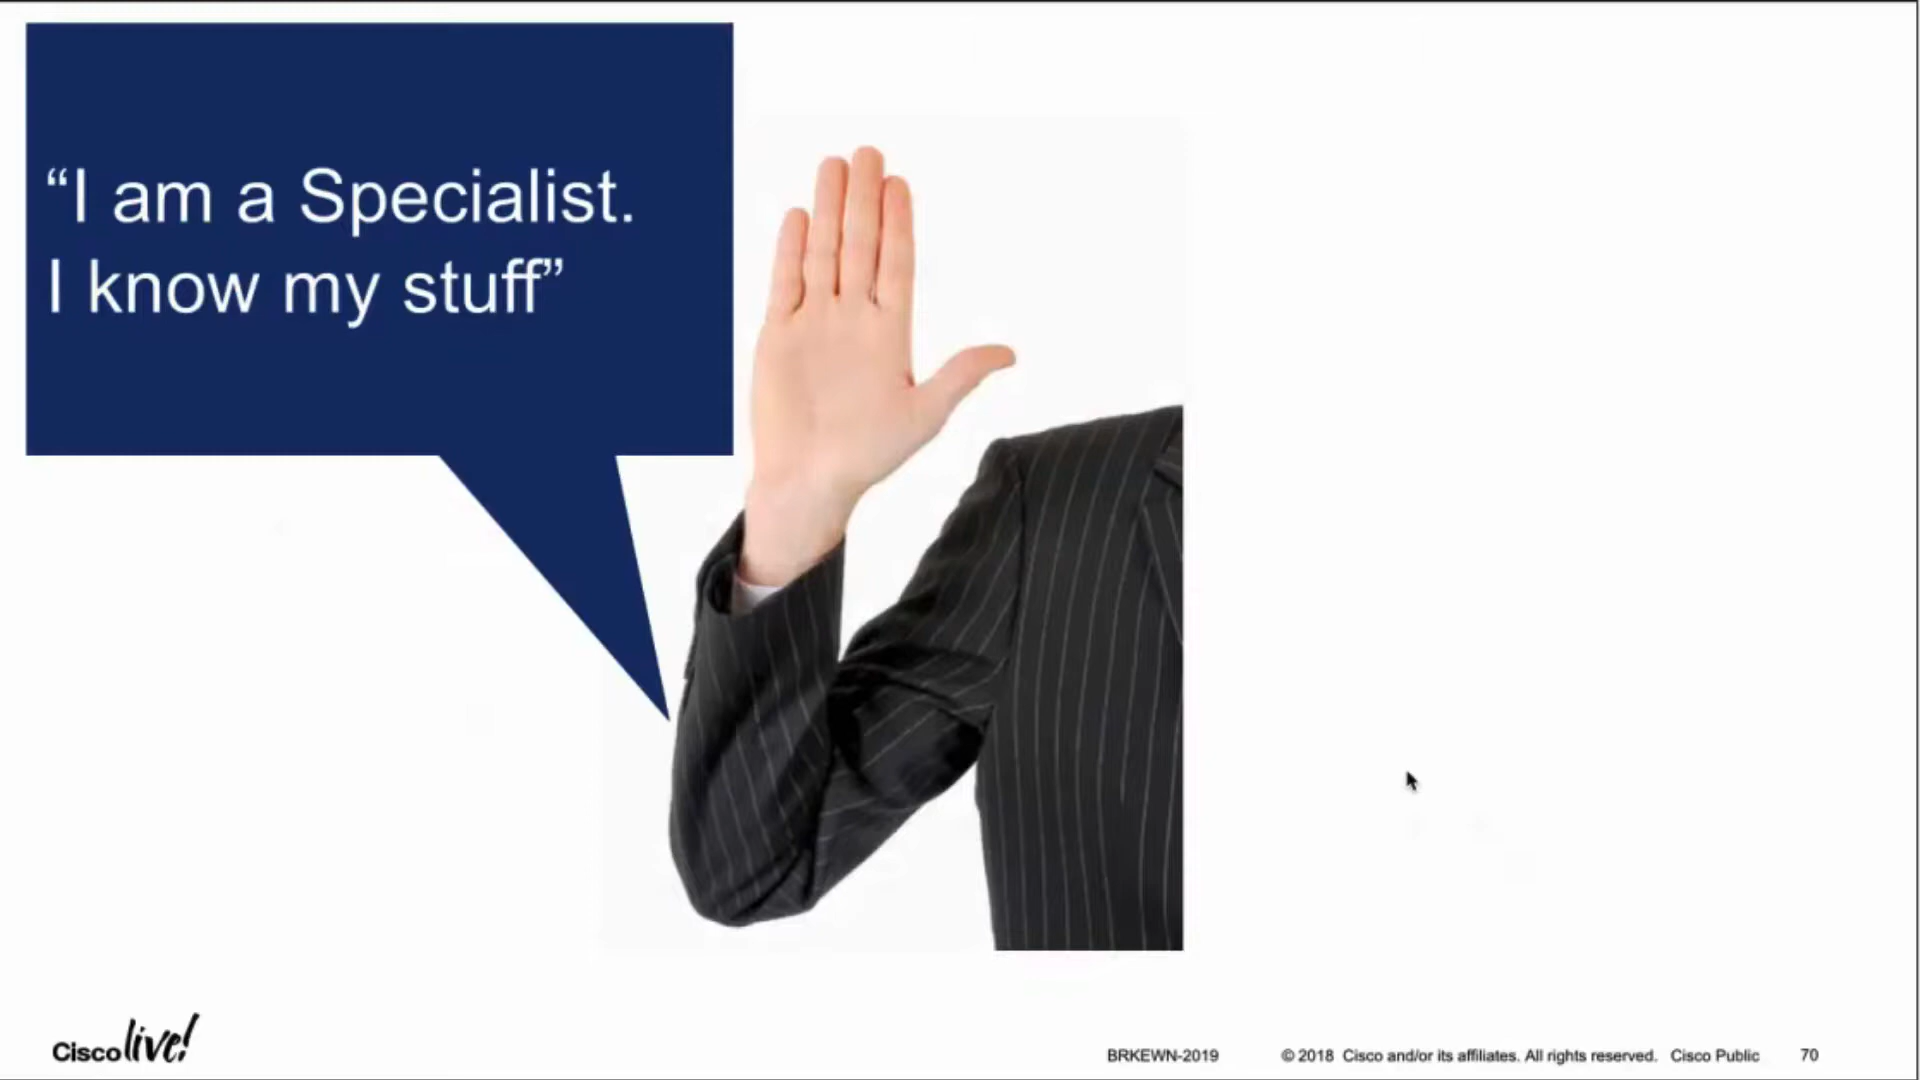 “I am a Specialist.
I know my stuff”
Cisco live!
BRKEWN-2019 © 2018 Cisco and/or its affiliates. All rights reserved. Cisco Public 70